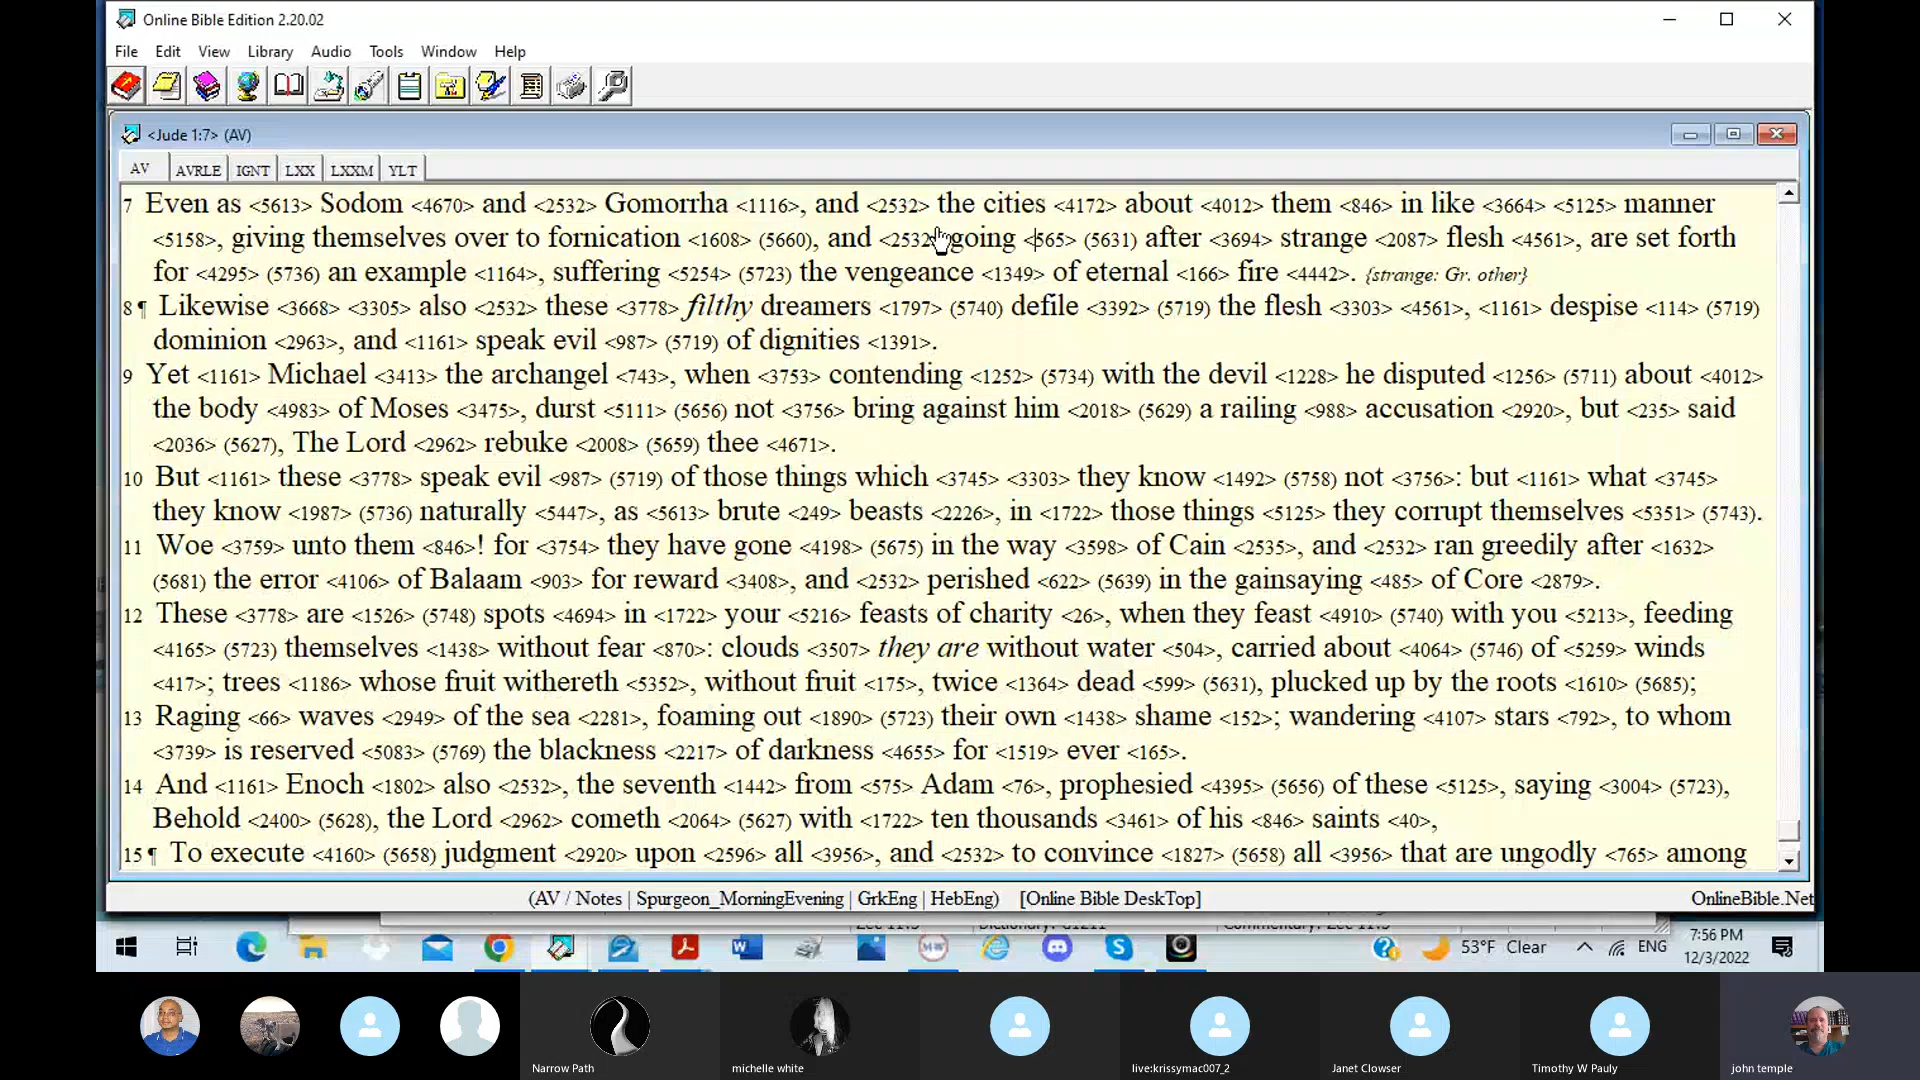 Online Bible Edition 2.20.02
File Edit View Library Audio Tools Window Help
<Jude 1:7> (AV)
AV AVRLE IGNT LXX LXXM YLT
7 Even as <5613> Sodom <4670> and <2532> Gomorrha <1116>, and <2532> the cities <4172> about <4012> them <846> in like <3664> <5125> manner
<5158>, giving themselves over to fornication <1608> (5660), and <2532> going <565> (5631) after <3694> strange <2087> flesh <4561>, are set forth
for <4295> (5736) an example <1164>, suffering <5254> (5723) the vengeance <1349> of eternal <166> fire <4442>. {strange: Gr. other}
8 ¶ Likewise <3668> <3305> also <2532> these <3778> filthy dreamers <1797> (5740) defile <3392> (5719) the flesh <3303> <4561>, <1161> despise <114> (5719)
dominion <2963>, and <1161> speak evil <987> (5719) of dignities <1391>.
9 Yet <1161> Michael <3413> the archangel <743>, when <3753> contending <1252> (5734) with the devil <1228> he disputed <1256> (5711) about <4012>
the body <4983> of Moses <3475>, durst <5111> (5656) not <3756> bring against him <2018> (5629) a railing <988> accusation <2920>, but <235> said
<2036> (5627), The Lord <2962> rebuke <2008> (5659) thee <4671>.
10 But <1161> these <3778> speak evil <987> (5719) of those things which <3745> <3303> they know <1492> (5758) not <3756>: but <1161> what <3745>
they know <1987> (5736) naturally <5447>, as <5613> brute <249> beasts <2226>, in <1722> those things <5125> they corrupt themselves <5351> (5743).
11 Woe <3759> unto them <846>! for <3754> they have gone <4198> (5675) in the way <3598> of Cain <2535>, and <2532> ran greedily after <1632>
(5681) the error <4106> of Balaam <903> for reward <3408>, and <2532> perished <622> (5639) in the gainsaying <485> of Core <2879>.
12 These <3778> are <1526> (5748) spots <4694> in <1722> your <5216> feasts of charity <26>, when they feast <4910> (5740) with you <5213>, feeding
<4165> (5723) themselves <1438> without fear <870>: clouds <3507> they are without water <504>, carried about <4064> (5746) of <5259> winds
<417>; trees <1186> whose fruit withereth <5352>, without fruit <175>, twice <1364> dead <599> (5631), plucked up by the roots <1610> (5685);
13 Raging <66> waves <2949> of the sea <2281>, foaming out <1890> (5723) their own <1438> shame <152>; wandering <4107> stars <792>, to whom
<3739> is reserved <5083> (5769) the blackness <2217> of darkness <4655> for <1519> ever <165>.
14 And <1161> Enoch <1802> also <2532>, the seventh <1442> from <575> Adam <76>, prophesied <4395> (5656) of these <5125>, saying <3004> (5723),
Behold <2400> (5628), the Lord <2962> cometh <2064> (5627) with <1722> ten thousands <3461> of his <846> saints <40>,
15 ¶ To execute <4160> (5658) judgment <2920> upon <2596> all <3956>, and <2532> to convince <1827> (5658) all <3956> that are ungodly <765> among
(AV / Notes | Spurgeon_MorningEvening | GrkEng | HebEng) [Online Bible DeskTop] OnlineBible.Net
53°F Clear ENG 7:56 PM
12/3/2022
Narrow Path
michelle white
live:krissymac007_2
Janet Clowser
Timothy W Pauly
john temple